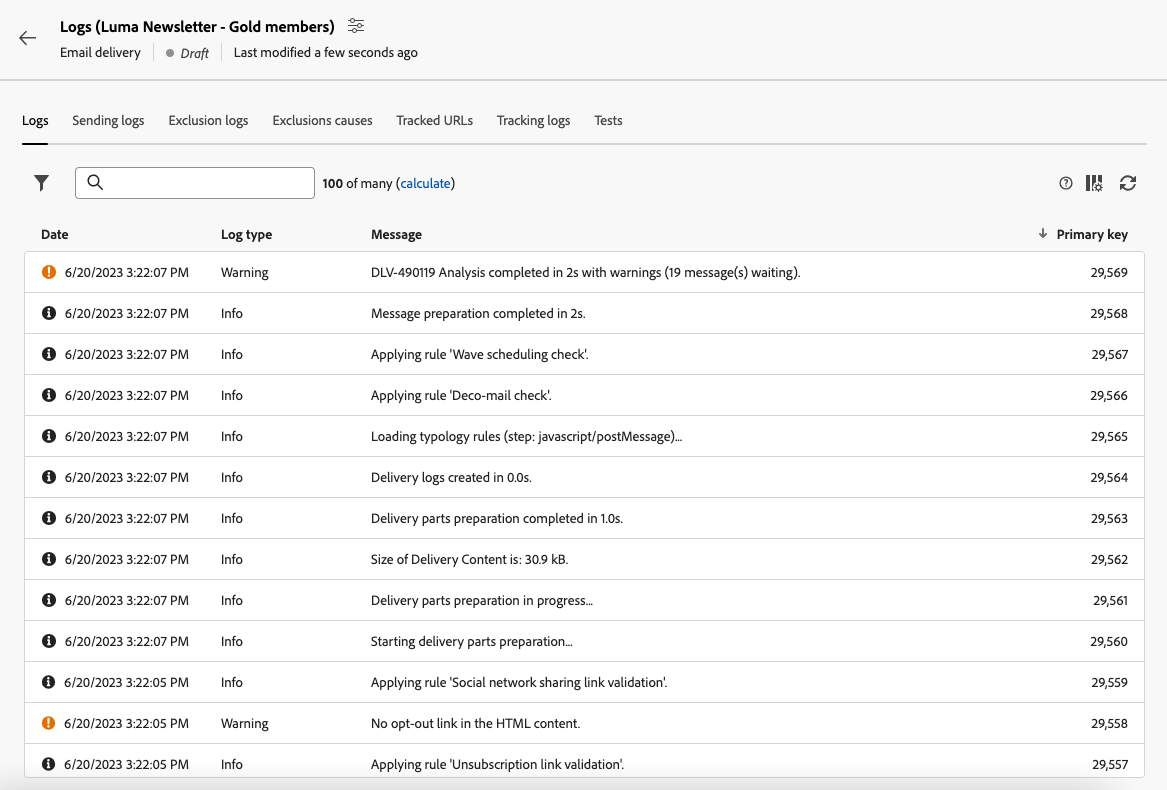 Logs (Luma Newsletter - Gold members)
Email delivery Draft Last modified a few seconds ago
Logs Sending logs Exclusion logs Exclusions causes Tracked URLs Tracking logs Tests
100 of many (calculate)
Date Log type Message Primary key
6/20/2023 3:22:07 PM Warning DLV-490119 Analysis completed in 2s with warnings (19 message(s) waiting). 29,569
6/20/2023 3:22:07 PM Info Message preparation completed in 2s. 29,568
6/20/2023 3:22:07 PM Info Applying rule 'Wave scheduling check'. 29,567
6/20/2023 3:22:07 PM Info Applying rule 'Deco-mail check'. 29,566
6/20/2023 3:22:07 PM Info Loading typology rules (step: javascript/postMessage)... 29,565
6/20/2023 3:22:07 PM Info Delivery logs created in 0.0s. 29,564
6/20/2023 3:22:07 PM Info Delivery parts preparation completed in 1.0s. 29,563
6/20/2023 3:22:07 PM Info Size of Delivery Content is: 30.9 kB. 29,562
6/20/2023 3:22:07 PM Info Delivery parts preparation in progress... 29,561
6/20/2023 3:22:07 PM Info Starting delivery parts preparation... 29,560
6/20/2023 3:22:05 PM Info Applying rule 'Social network sharing link validation'. 29,559
6/20/2023 3:22:05 PM Warning No opt-out link in the HTML content. 29,558
6/20/2023 3:22:05 PM Info Applying rule 'Unsubscription link validation'. 29,557